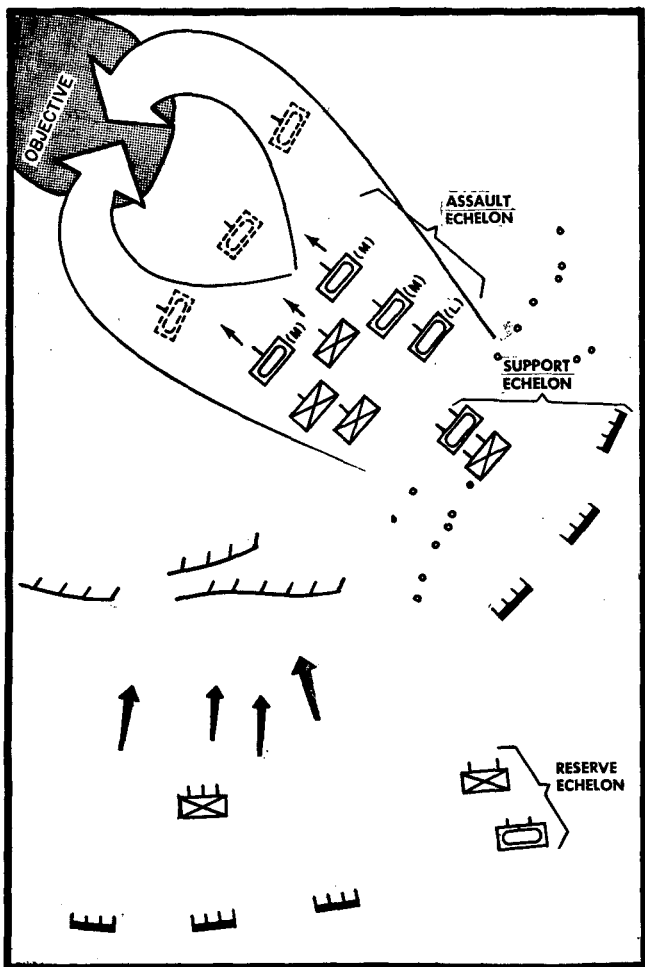 OBJECTIVE
ASSAULT
ECHELON
(M)
(M)
(L)
(M)
SUPPORT
ECHELON
RESERVE
ECHELON